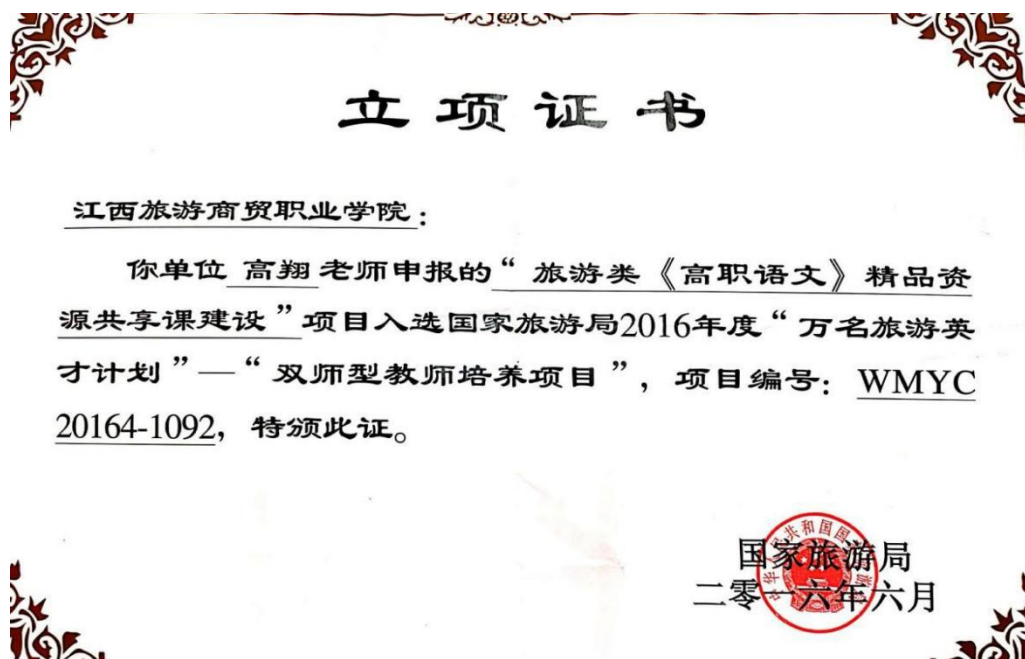 立项证书
江西旅游商贸职业学院：
你单位 高翔 老师申报的“旅游类《高职语文》精品资
源共享课建设”项目入选国家旅游局2016年度“万名旅游英
才计划”—“双师型教师培养项目”，项目编号：WMYC
20164-1092，特颁此证。
国家旅游局
二零一六年六月